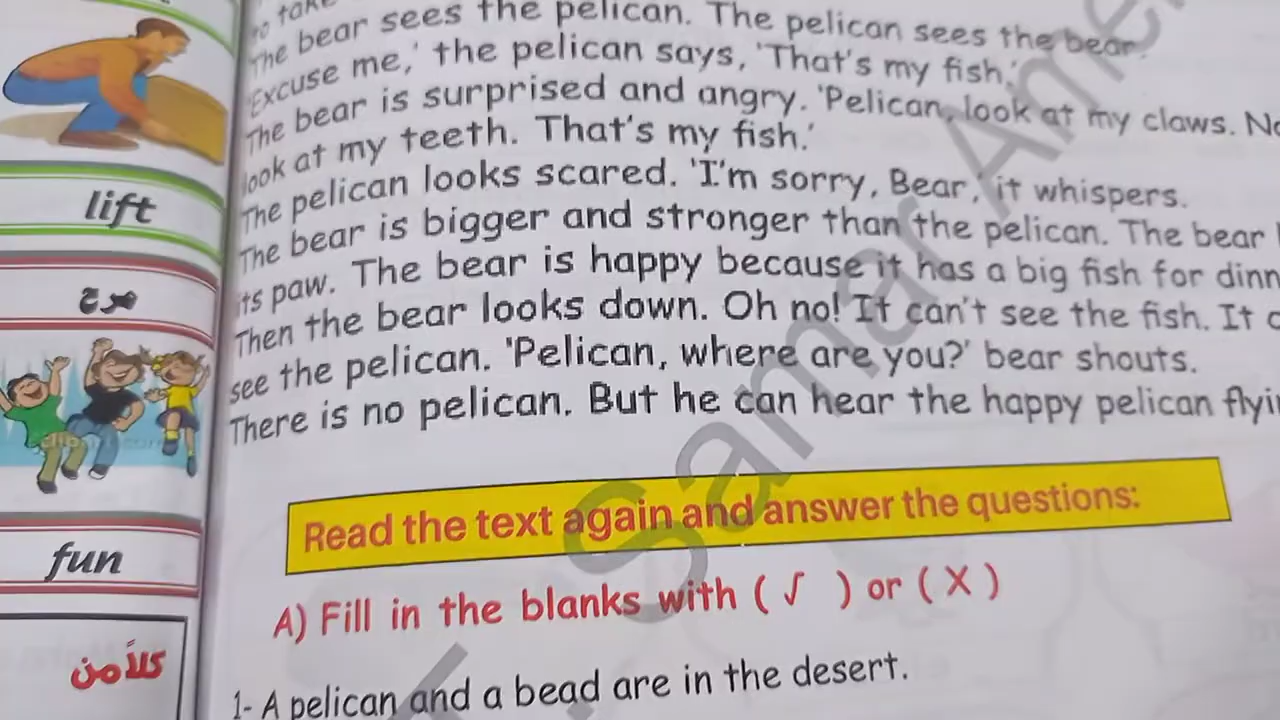 to take
The bear sees the pelican. The pelican sees the bear.
'Excuse me,' the pelican says, 'That's my fish.'
The bear is surprised and angry. 'Pelican, look at my claws.
look at my teeth. That's my fish.'
The pelican looks scared. 'I'm sorry, Bear, it whispers.
The bear is bigger and stronger than the pelican. The bear
its paw. The bear is happy because it has a big fish for
Then the bear looks down. Oh no! It can't see the fish. It
see the pelican. 'Pelican, where are you?' bear shouts.
There is no pelican. But he can hear the happy pelican
Read the text again and answer the questions:
A) Fill in the blanks with ( √ ) or ( X )
1- A pelican and a bead are in the desert.
lift
مرح
fun
كلاً من
Samar